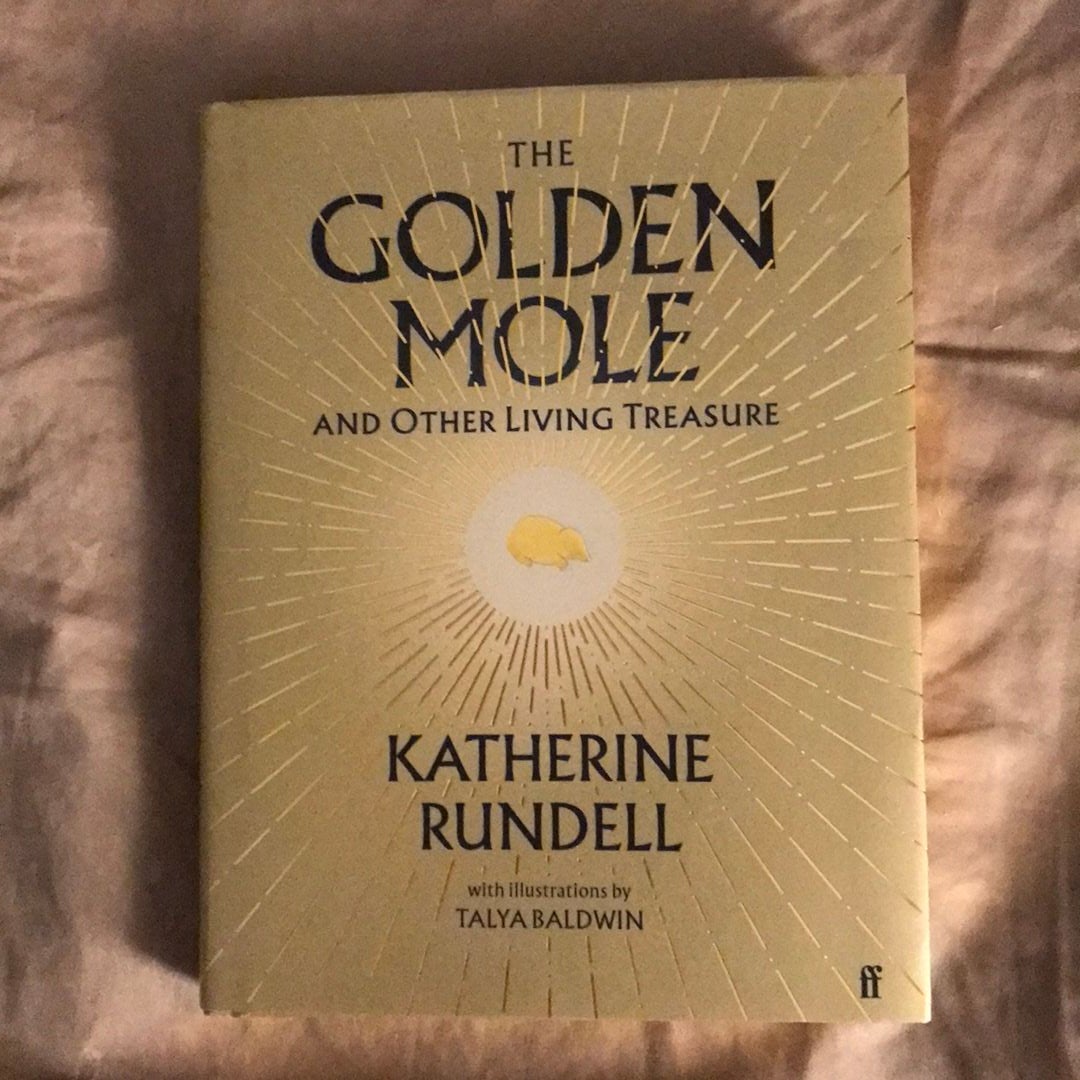 THE
GOLDEN
MOLE
AND OTHER LIVING TREASURE
KATHERINE
RUNDELL
with illustrations by
TALYA BALDWIN
ff